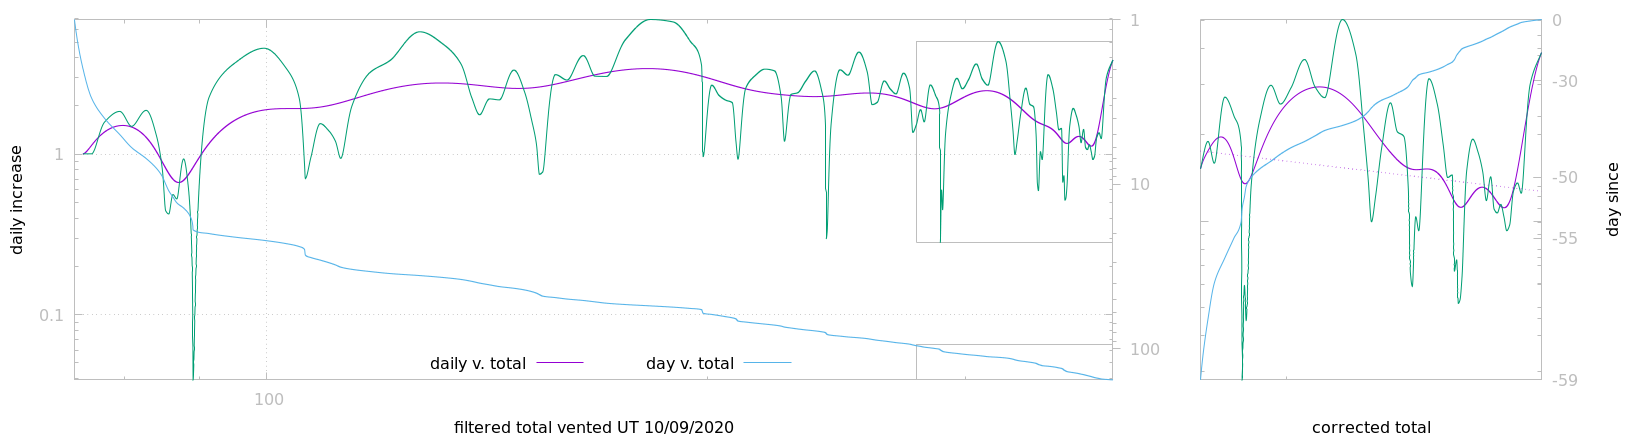 daily increase
1
0.1
100
1
10
100
daily v. total
day v. total
filtered total vented UT 10/09/2020
0
-30
-50
-55
-59
day since
corrected total